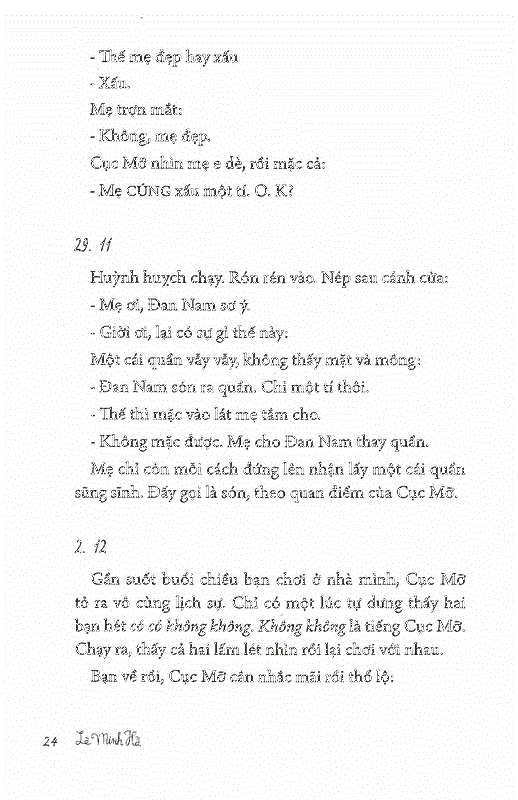 - Thế mẹ đẹp hay xấu
- Xấu.
Mẹ trợn mắt:
- Không, mẹ đẹp.
Cục Mỡ nhìn mẹ e dè, rồi mặc cả:
- Mẹ CŨNG xấu một tí. O. K?
29. 11
Huỳnh huỵch chạy. Rón rén vào. Nép sau cánh cửa:
- Mẹ ơi, Đan Nam sơ ý.
- Giời ơi, lại có sự gì thế này:
Một cái quần vẫy vẫy, không thấy mặt và mông:
- Đan Nam són ra quần. Chỉ một tí thôi.
- Thế thì mặc vào lát mẹ tắm cho.
- Không mặc được. Mẹ cho Đan Nam thay quần.
Mẹ chỉ còn mỗi cách đứng lên nhận lấy một cái quần
sũng sĩnh. Đấy gọi là són, theo quan điểm của Cục Mỡ.
2. 12
Gần suốt buổi chiều bạn chơi ở nhà mình, Cục Mỡ
tỏ ra vô cùng lịch sự. Chỉ có một lúc tự dưng thấy hai
bạn hét có có không không. Không không là tiếng Cục Mỡ.
Chạy ra, thấy cả hai lấm lét nhìn rồi lại chơi với nhau.
Bạn về rồi, Cục Mỡ cân nhắc mãi rồi thổ lộ:
24 Lê Minh Hà